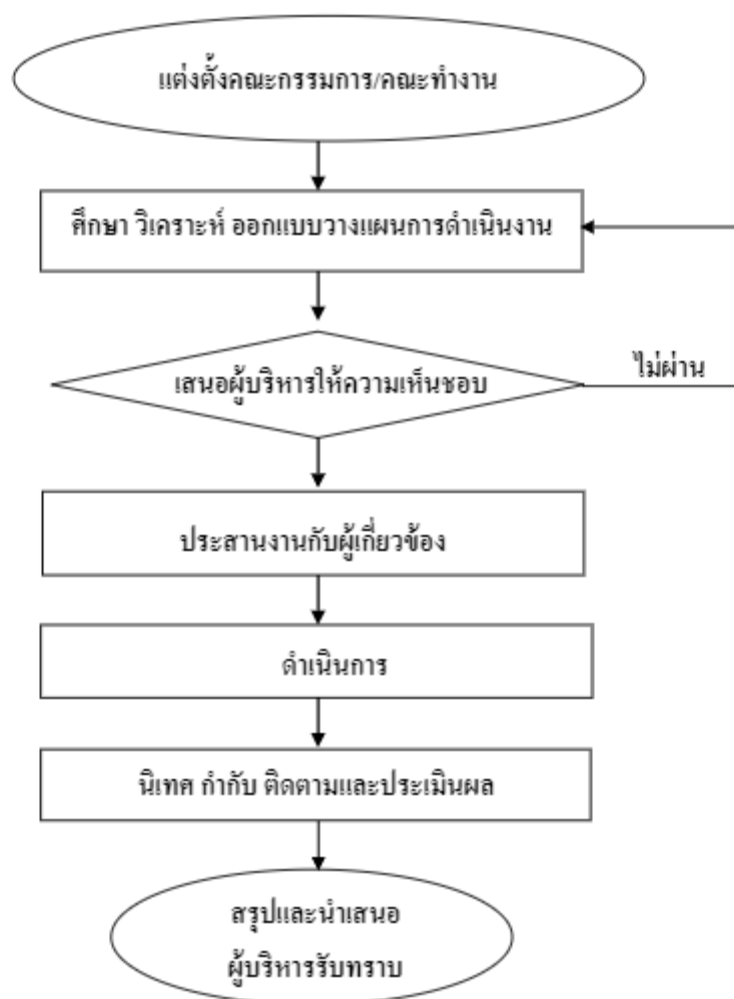 แต่งตั้งคณะกรรมการ/คณะทำงาน
ศึกษา วิเคราะห์ ออกแบบวางแผนการดำเนินงาน
เสนอผู้บริหารให้ความเห็นชอบ
ไม่ผ่าน
ประสานงานกับผู้เกี่ยวข้อง
ดำเนินการ
นิเทศ กำกับ ติดตามและประเมินผล
สรุปและนำเสนอ
ผู้บริหารรับทราบ